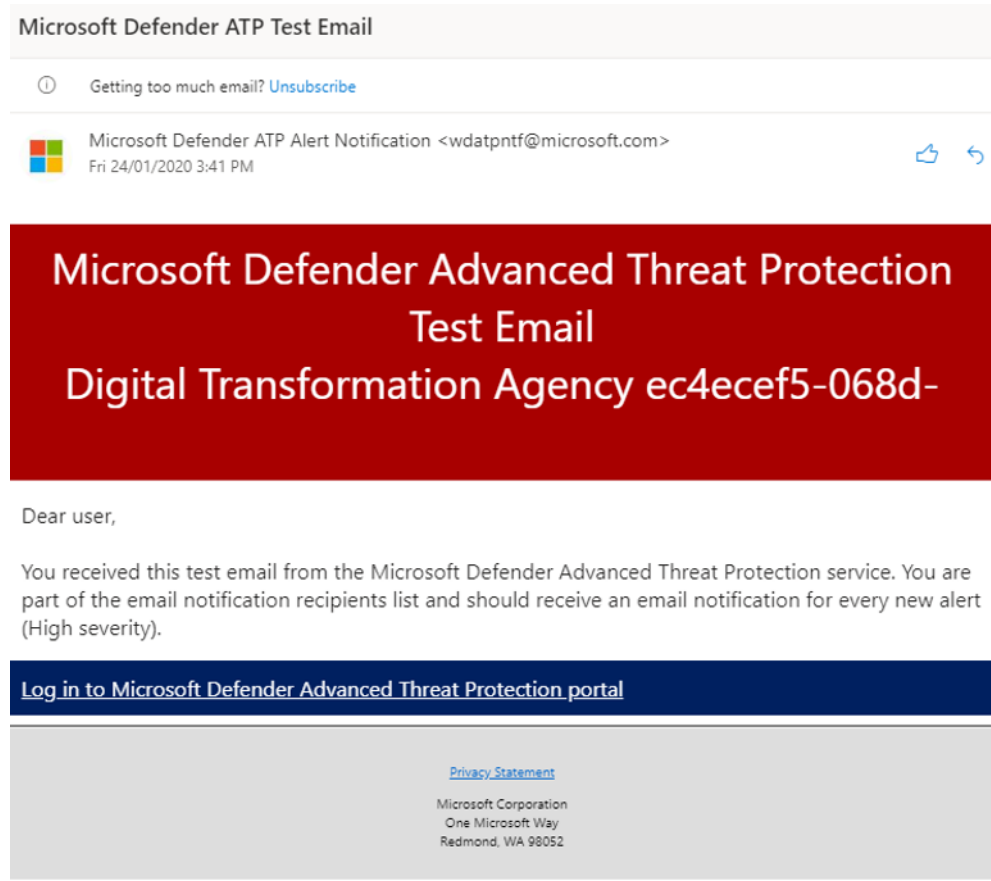 Microsoft Defender ATP Test Email
Getting too much email? Unsubscribe
Microsoft Defender ATP Alert Notification <wdatpntf@microsoft.com>
Fri 24/01/2020 3:41 PM
Microsoft Defender Advanced Threat Protection
Test Email
Digital Transformation Agency ec4ecef5-068d-
Dear user,
You received this test email from the Microsoft Defender Advanced Threat Protection service. You are
part of the email notification recipients list and should receive an email notification for every new alert
(High severity).
Log in to Microsoft Defender Advanced Threat Protection portal
Privacy Statement
Microsoft Corporation
One Microsoft Way
Redmond, WA 98052